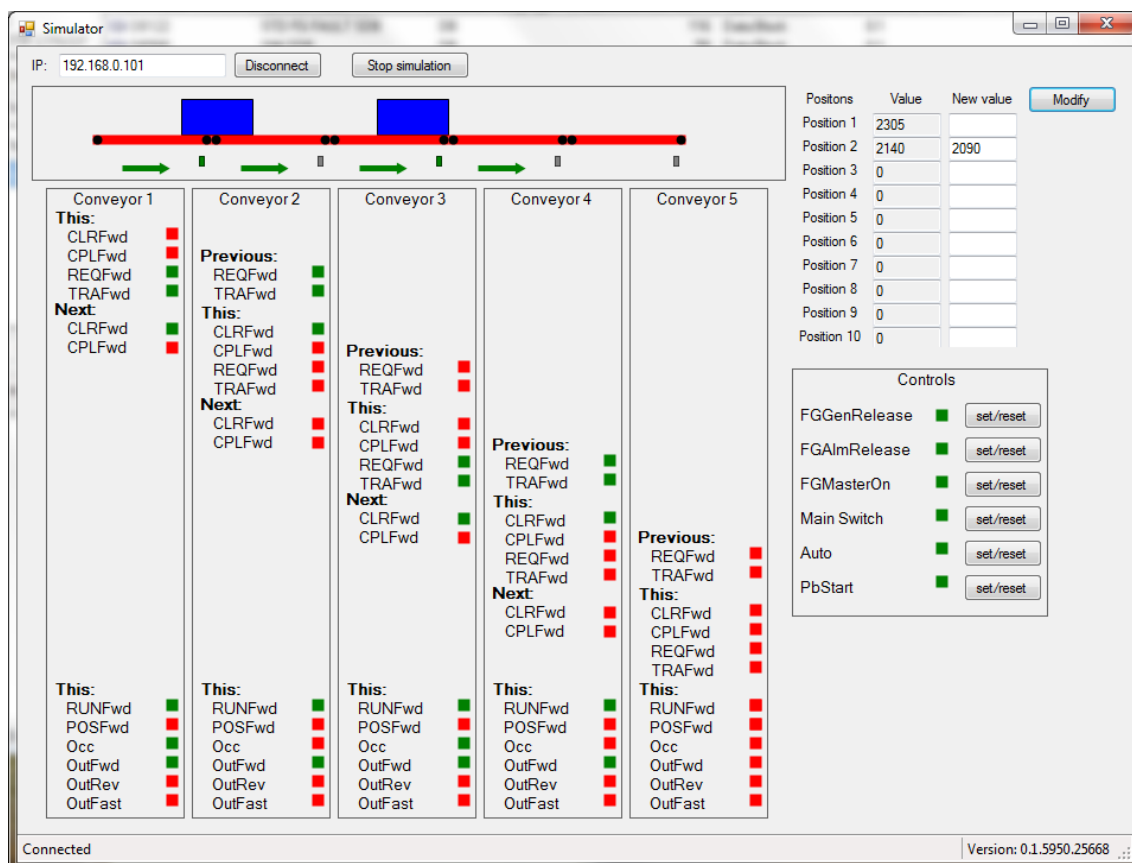 Simulator
IP: 192.168.0.101 Disconnect Stop simulation
Positons Value New value Modify
Position 1 2305
Position 2 2140 2090
Position 3 0
Position 4 0
Position 5 0
Position 6 0
Position 7 0
Position 8 0
Position 9 0
Position 10 0
Conveyor 1
This:
CLRFwd
CPLFwd
REQFwd
TRAFwd
Next:
CLRFwd
CPLFwd
This:
RUNFwd
POSFwd
Occ
OutFwd
OutRev
OutFast
Conveyor 2
Previous:
REQFwd
TRAFwd
This:
CLRFwd
CPLFwd
REQFwd
TRAFwd
Next:
CLRFwd
CPLFwd
This:
RUNFwd
POSFwd
Occ
OutFwd
OutRev
OutFast
Conveyor 3
Previous:
REQFwd
TRAFwd
This:
CLRFwd
CPLFwd
REQFwd
TRAFwd
Next:
CLRFwd
CPLFwd
This:
RUNFwd
POSFwd
Occ
OutFwd
OutRev
OutFast
Conveyor 4
Previous:
REQFwd
TRAFwd
This:
CLRFwd
CPLFwd
REQFwd
TRAFwd
Next:
CLRFwd
CPLFwd
This:
RUNFwd
POSFwd
Occ
OutFwd
OutRev
OutFast
Conveyor 5
Previous:
REQFwd
TRAFwd
This:
CLRFwd
CPLFwd
REQFwd
TRAFwd
This:
RUNFwd
POSFwd
Occ
OutFwd
OutRev
OutFast
Controls
FGGenRelease set/reset
FGAlmRelease set/reset
FGMasterOn set/reset
Main Switch set/reset
Auto set/reset
PbStart set/reset
Connected
Version: 0.1.5950.25668